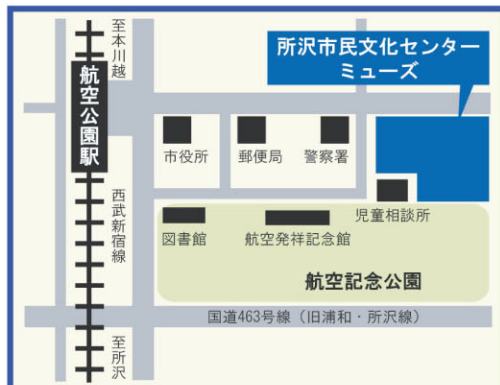 至本川越
航空公園駅
西武新宿線
至所沢
所沢市民文化センター
ミューズ
市役所
郵便局
警察署
児童相談所
図書館
航空発祥記念館
航空記念公園
国道463号線（旧浦和・所沢線）